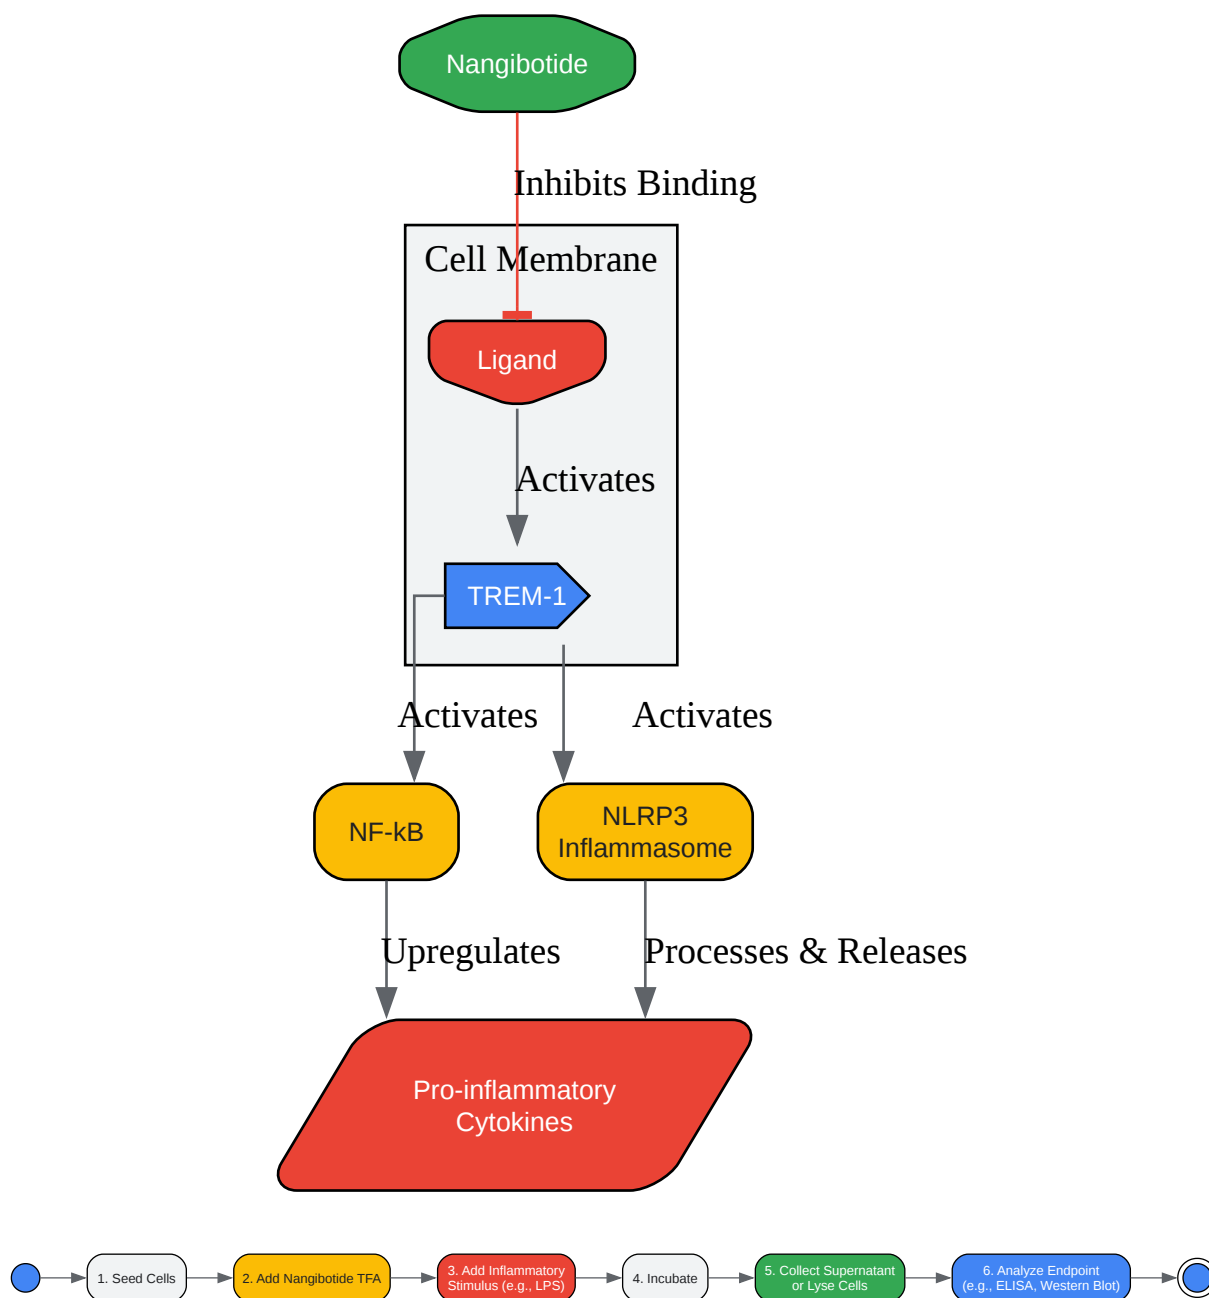 Nangibotide
Inhibits Binding
Cell Membrane
Ligand
Activates
TREM-1
Activates
Activates
NF-kB
NLRP3
Inflammasome
Upregulates
Processes & Releases
Pro-inflammatory
Cytokines
1. Seed Cells
2. Add Nangibotide TFA
3. Add Inflammatory
Stimulus (e.g., LPS)
4. Incubate
5. Collect Supernatant
or Lyse Cells
6. Analyze Endpoint
(e.g., ELISA, Western Blot)